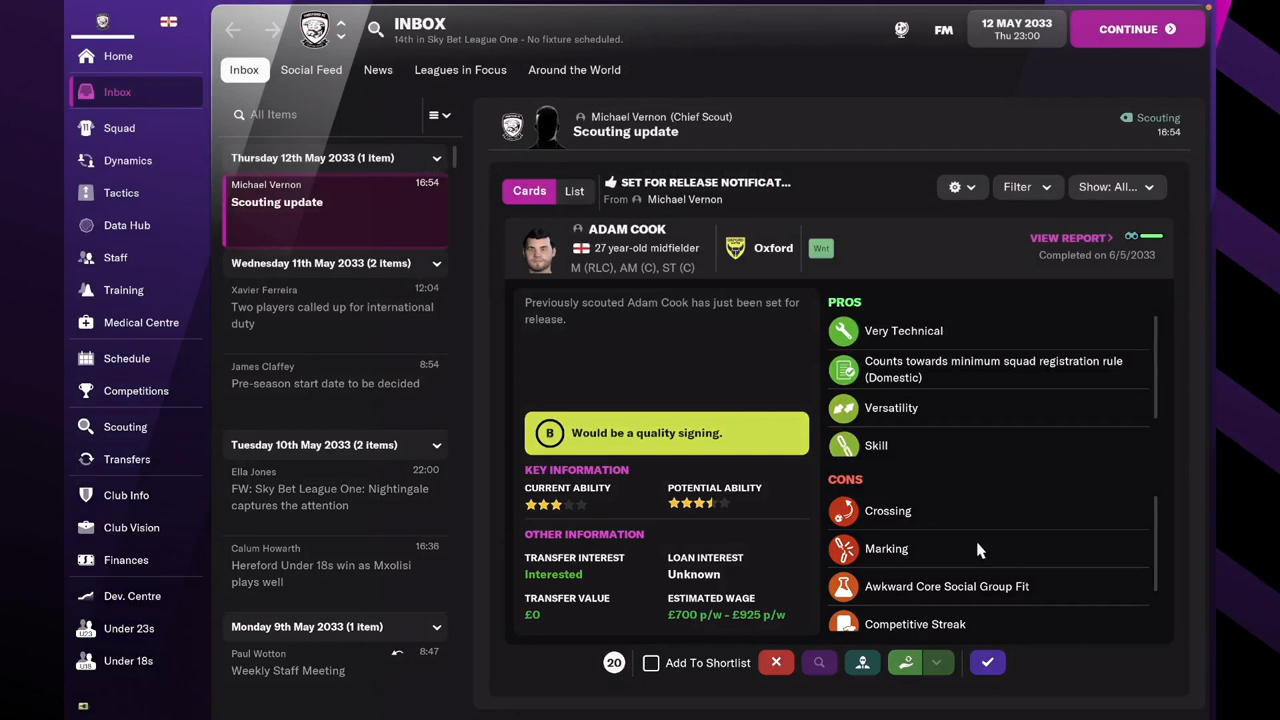 INBOX
14th in Sky Bet League One - No fixture scheduled.
FM
12 MAY 2033
Thu 23:00
CONTINUE
Home
Inbox
Squad
Dynamics
Tactics
Data Hub
Staff
Training
Medical Centre
Schedule
Competitions
Scouting
Transfers
Club Info
Club Vision
Finances
Dev. Centre
U23
Under 23s
U18
Under 18s
Inbox
Social Feed
News
Leagues in Focus
Around the World
All Items
Thursday 12th May 2033 (1 item)
Michael Vernon
16:54
Scouting update
Wednesday 11th May 2033 (2 items)
Xavier Ferreira
12:04
Two players called up for international
duty
James Claffey
8:54
Pre-season start date to be decided
Tuesday 10th May 2033 (2 items)
Ella Jones
22:00
FW: Sky Bet League One: Nightingale
captures the attention
Calum Howarth
16:36
Hereford Under 18s win as Mxolisi
plays well
Monday 9th May 2033 (1 item)
Paul Wotton
8:47
Weekly Staff Meeting
Michael Vernon (Chief Scout)
Scouting update
Scouting
16:54
Cards
List
SET FOR RELEASE NOTIFICAT...
From Michael Vernon
Filter
Show: All...
ADAM COOK
27 year-old midfielder
M (RLC), AM (C), ST (C)
Oxford
Wnt
VIEW REPORT>
Completed on 6/5/2033
Previously scouted Adam Cook has just been set for
release.
B
Would be a quality signing.
KEY INFORMATION
CURRENT ABILITY
POTENTIAL ABILITY
OTHER INFORMATION
TRANSFER INTEREST
Interested
LOAN INTEREST
Unknown
TRANSFER VALUE
£0
ESTIMATED WAGE
£700 p/w - £925 p/w
PROS
Very Technical
Counts towards minimum squad registration rule
(Domestic)
Versatility
Skill
CONS
Crossing
Marking
Awkward Core Social Group Fit
Competitive Streak
20
Add To Shortlist